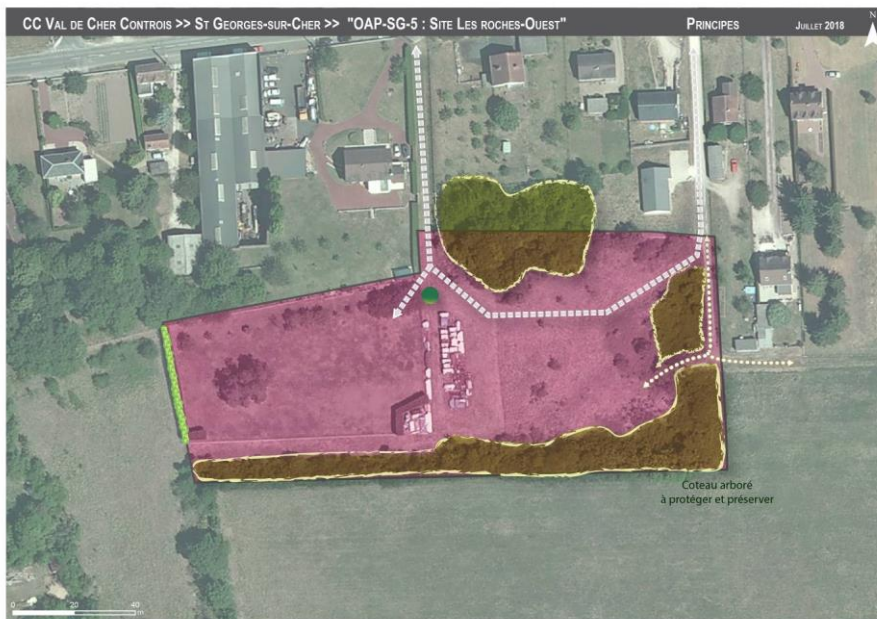 CC VAL DE CHER CONTROIS >> ST GEORGES-SUR-CHER >> "OAP-SG-5 : SITE LES ROCHES-OUEST" PRINCIPES JUILLET 2018
N
Coteau arboré
à protéger et préserver
0 20 40
m